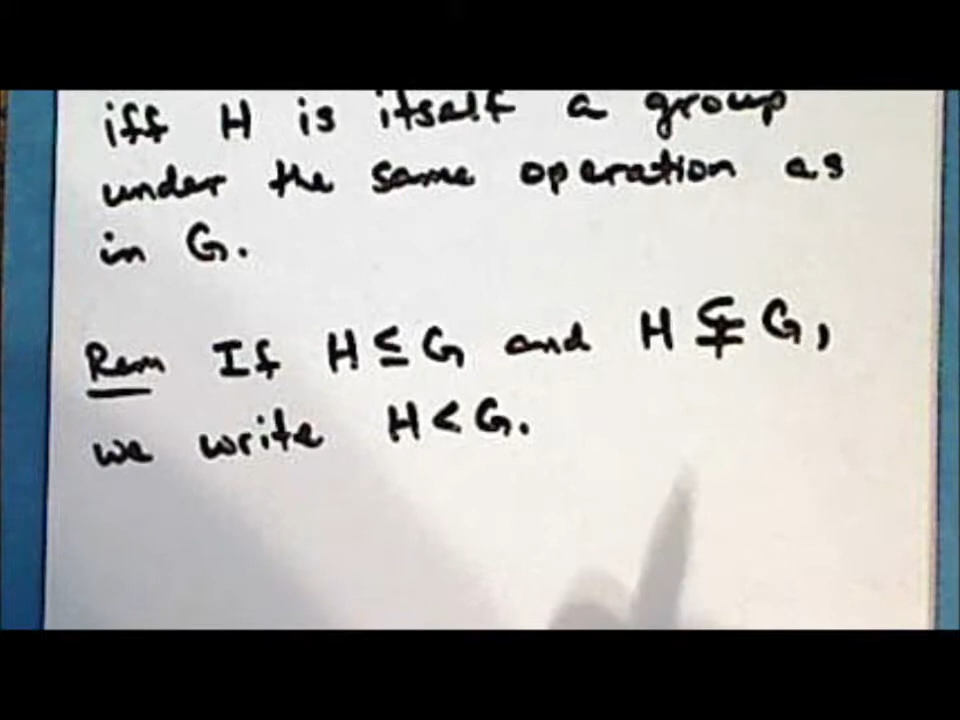 iff H is itself a group
under the same operation as
in G.
Rem If H ≤ G and H ⊊ G,
we write H < G.